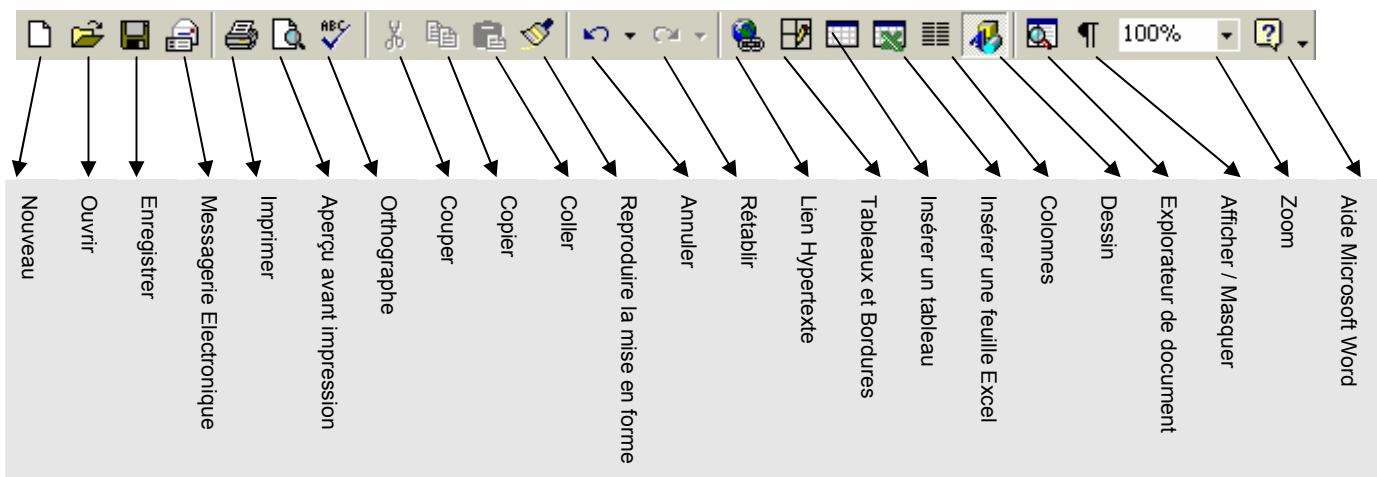 ABC
100%
Nouveau
Ouvrir
Enregistrer
Messagerie Electronique
Imprimer
Aperçu avant impression
Orthographe
Couper
Copier
Coller
Reproduire la mise en forme
Annuler
Rétablir
Lien Hypertexte
Tableaux et Bordures
Insérer un tableau
Insérer une feuille Excel
Colonnes
Dessin
Explorateur de document
Afficher / Masquer
Zoom
Aide Microsoft Word